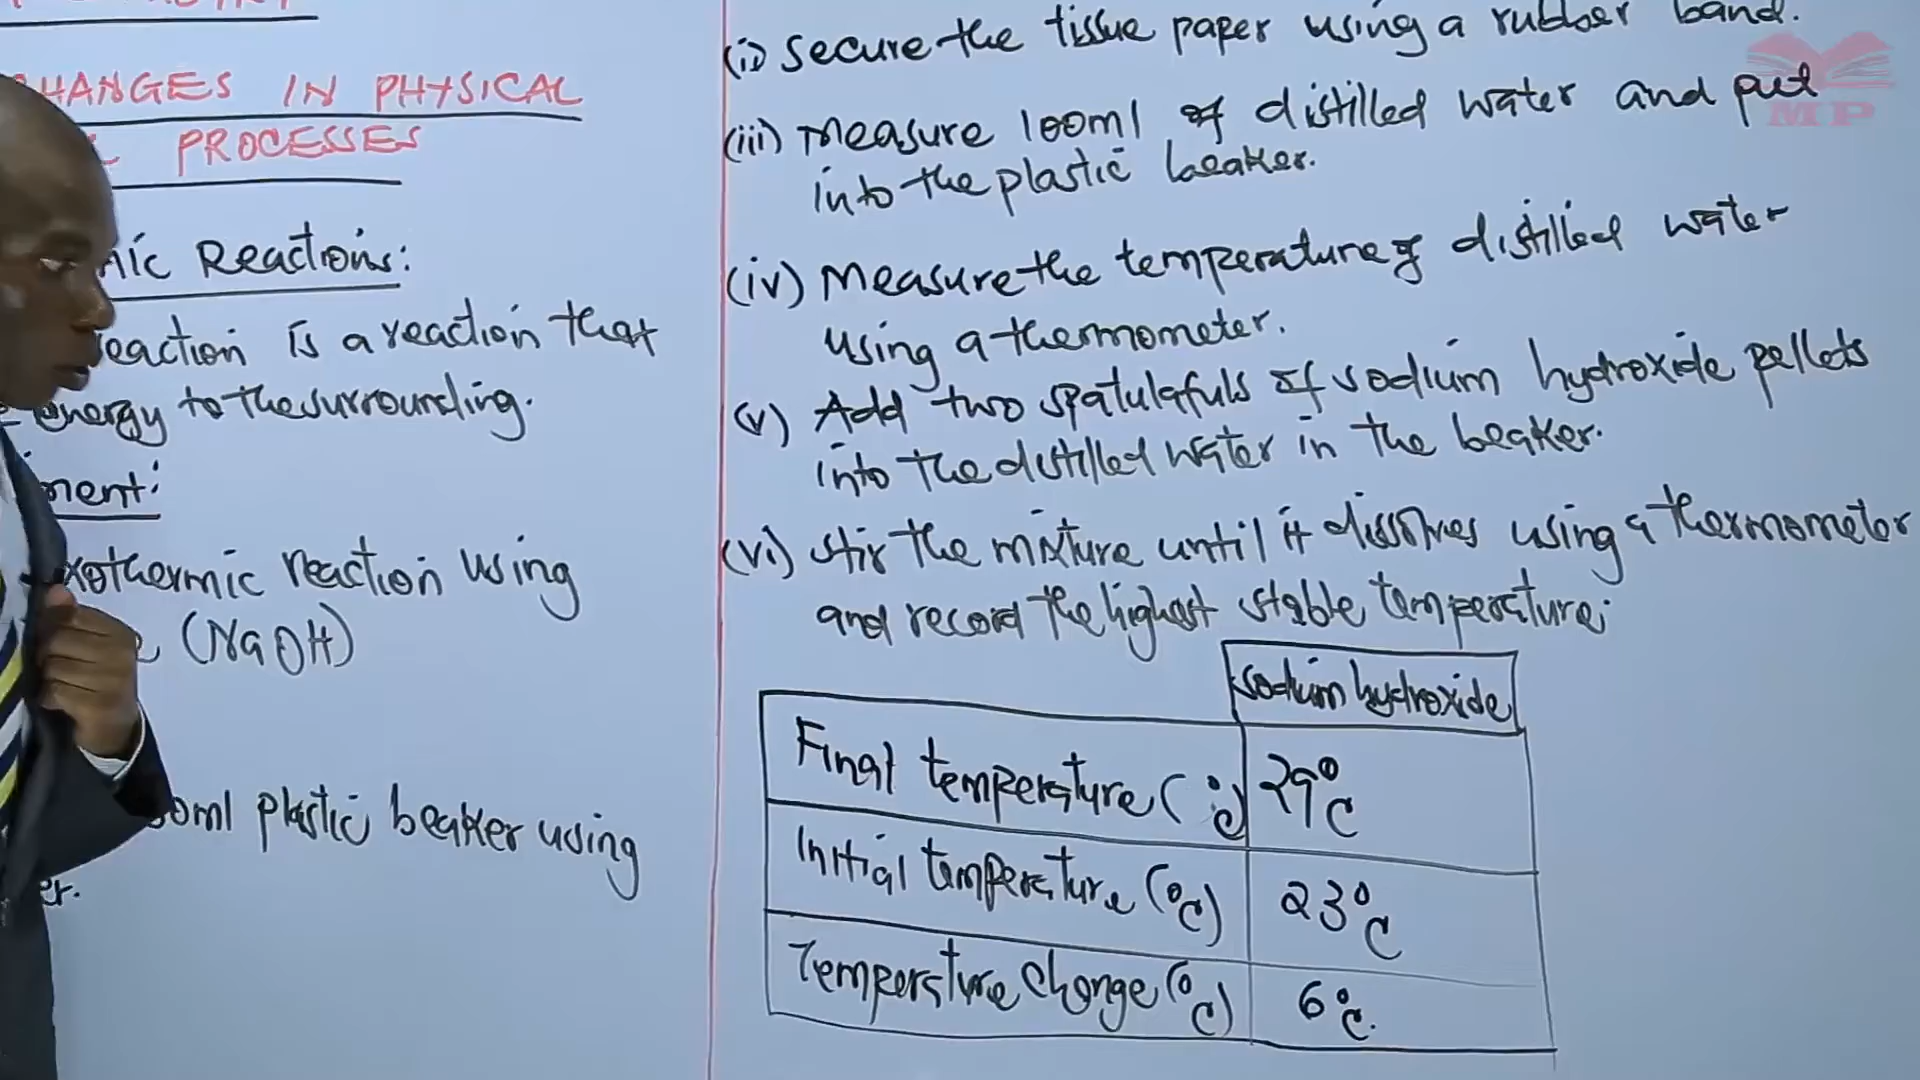 HANGES IN PHYSICAL
PROCESSES
mic Reactions:
reaction is a reaction that
energy to the surrounding.
ment:
xothermic reaction using
(NaOH)
00ml plastic beaker using
er.
(ii) Secure the tissue paper using a rubber band.
(iii) Measure 100ml of distilled water and put
into the plastic beaker.
(iv) Measure the temperature of distilled water
using a thermometer.
(v) Add two spatulafuls of sodium hydroxide pellets
into the distilled water in the beaker.
(vi) Stir the mixture until it dissolves using a thermometer
and record the highest stable temperature.
Sodium hydroxide
Final temperature (°C) 29°C
Initial temperature (°C) 23°C
Temperature change (°C) 6°C.
MP